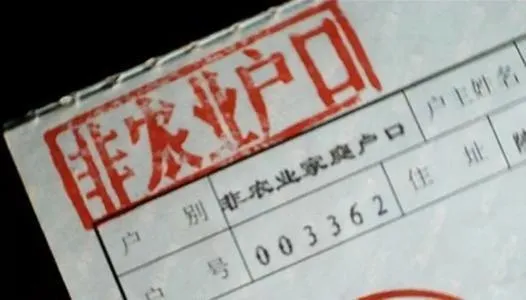 非农业户口
户别 非农业家庭户口 户主姓名
户号 003362 住址